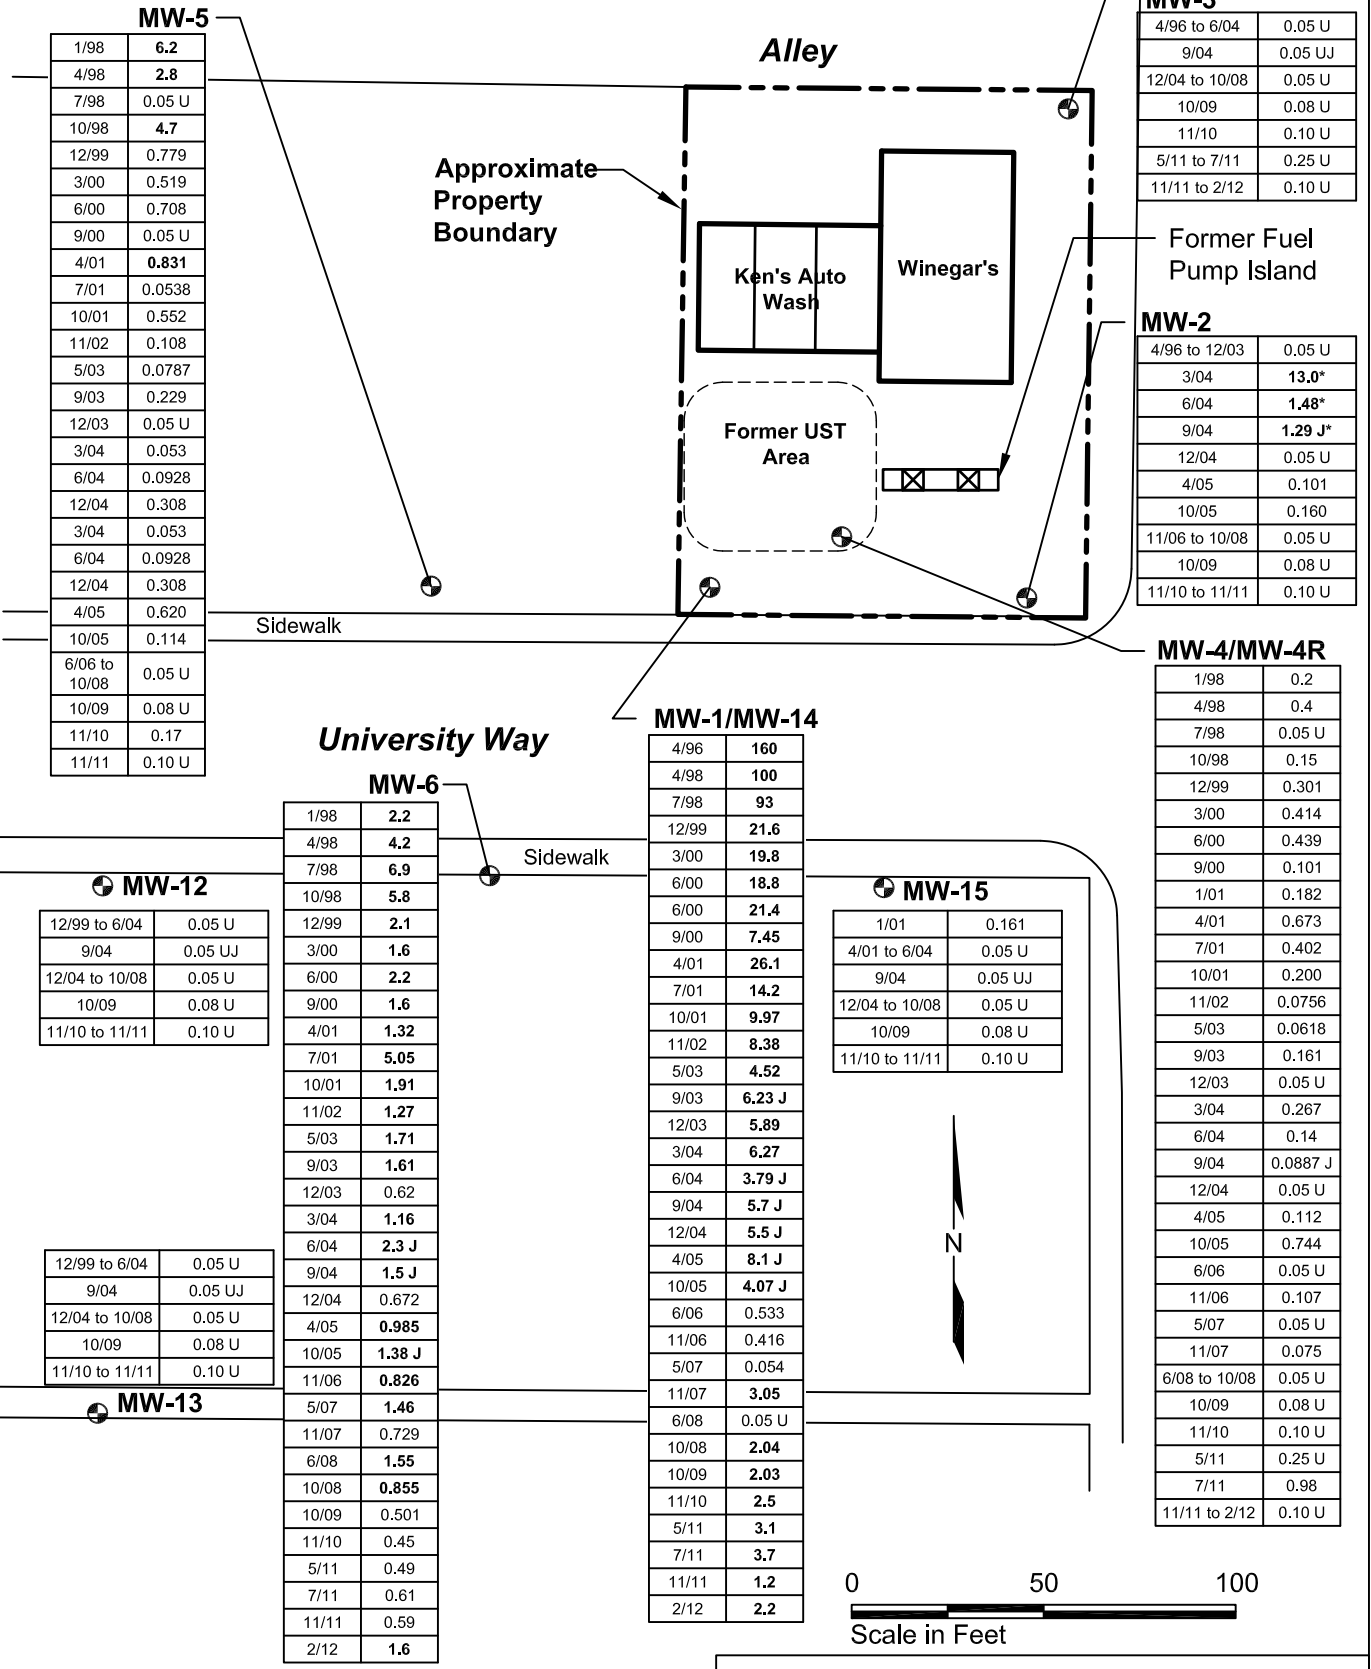 MW-5
1/98 6.2
4/98 2.8
7/98 0.05 U
10/98 4.7
12/99 0.779
3/00 0.519
6/00 0.708
9/00 0.05 U
4/01 0.831
7/01 0.0538
10/01 0.552
11/02 0.108
5/03 0.0787
9/03 0.229
12/03 0.05 U
3/04 0.053
6/04 0.0928
12/04 0.308
3/04 0.053
6/04 0.0928
12/04 0.308
4/05 0.620
10/05 0.114
6/06 to
10/08 0.05 U
10/09 0.08 U
11/10 0.17
11/11 0.10 U
Alley
Approximate
Property
Boundary
Ken's Auto
Wash
Winegar's
Former UST
Area
MW-3
4/96 to 6/04 0.05 U
9/04 0.05 UJ
12/04 to 10/08 0.05 U
10/09 0.08 U
11/10 0.10 U
5/11 to 7/11 0.25 U
11/11 to 2/12 0.10 U
Former Fuel
Pump Island
MW-2
4/96 to 12/03 0.05 U
3/04 13.0*
6/04 1.48*
9/04 1.29 J*
12/04 0.05 U
4/05 0.101
10/05 0.160
11/06 to 10/08 0.05 U
10/09 0.08 U
11/10 to 11/11 0.10 U
Sidewalk
University Way
MW-6
1/98 2.2
4/98 4.2
7/98 6.9
10/98 5.8
12/99 2.1
3/00 1.6
6/00 2.2
9/00 1.6
4/01 1.32
7/01 5.05
10/01 1.91
11/02 1.27
5/03 1.71
9/03 1.61
12/03 0.62
3/04 1.16
6/04 2.3 J
9/04 1.5 J
12/04 0.672
4/05 0.985
10/05 1.38 J
11/06 0.826
5/07 1.46
11/07 0.729
6/08 1.55
10/08 0.855
10/09 0.501
11/10 0.45
5/11 0.49
7/11 0.61
11/11 0.59
2/12 1.6
Sidewalk
MW-1/MW-14
4/96 160
4/98 100
7/98 93
12/99 21.6
3/00 19.8
6/00 18.8
6/00 21.4
9/00 7.45
4/01 26.1
7/01 14.2
10/01 9.97
11/02 8.38
5/03 4.52
9/03 6.23 J
12/03 5.89
3/04 6.27
6/04 3.79 J
9/04 5.7 J
12/04 5.5 J
4/05 8.1 J
10/05 4.07 J
6/06 0.533
11/06 0.416
5/07 0.054
11/07 3.05
6/08 0.05 U
10/08 2.04
10/09 2.03
11/10 2.5
5/11 3.1
7/11 3.7
11/11 1.2
2/12 2.2
MW-4/MW-4R
1/98 0.2
4/98 0.4
7/98 0.05 U
10/98 0.15
12/99 0.301
3/00 0.414
6/00 0.439
9/00 0.101
1/01 0.182
4/01 0.673
7/01 0.402
10/01 0.200
11/02 0.0756
5/03 0.0618
9/03 0.161
12/03 0.05 U
3/04 0.267
6/04 0.14
9/04 0.0887 J
12/04 0.05 U
4/05 0.112
10/05 0.744
6/06 0.05 U
11/06 0.107
5/07 0.05 U
11/07 0.075
6/08 to 10/08 0.05 U
10/09 0.08 U
11/10 0.10 U
5/11 0.25 U
7/11 0.98
11/11 to 2/12 0.10 U
MW-12
12/99 to 6/04 0.05 U
9/04 0.05 UJ
12/04 to 10/08 0.05 U
10/09 0.08 U
11/10 to 11/11 0.10 U
MW-15
1/01 0.161
4/01 to 6/04 0.05 U
9/04 0.05 UJ
12/04 to 10/08 0.05 U
10/09 0.08 U
11/10 to 11/11 0.10 U
12/99 to 6/04 0.05 U
9/04 0.05 UJ
12/04 to 10/08 0.05 U
10/09 0.08 U
11/10 to 11/11 0.10 U
MW-13
N
0 50 100
Scale in Feet